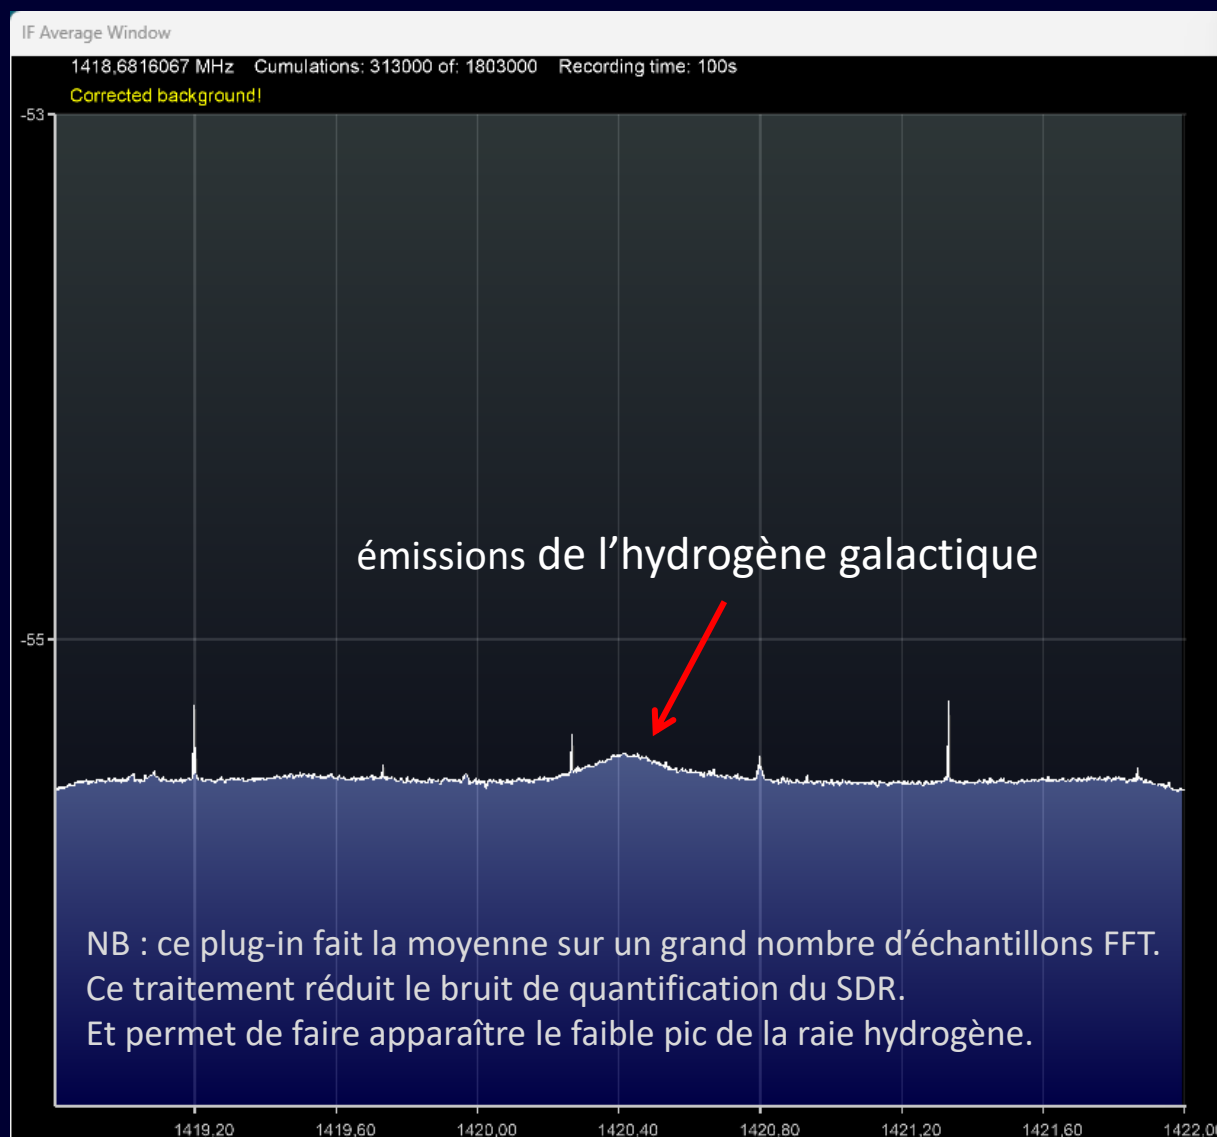 IF Average Window
1418,6816067 MHz Cumulations: 313000 of: 1803000 Recording time: 100s
Corrected background!
-53
émissions de l’hydrogène galactique
-55
NB : ce plug-in fait la moyenne sur un grand nombre d’échantillons FFT.
Ce traitement réduit le bruit de quantification du SDR.
Et permet de faire apparaître le faible pic de la raie hydrogène.
1419,20 1419,60 1420,00 1420,40 1420,80 1421,20 1421,60 1422,00